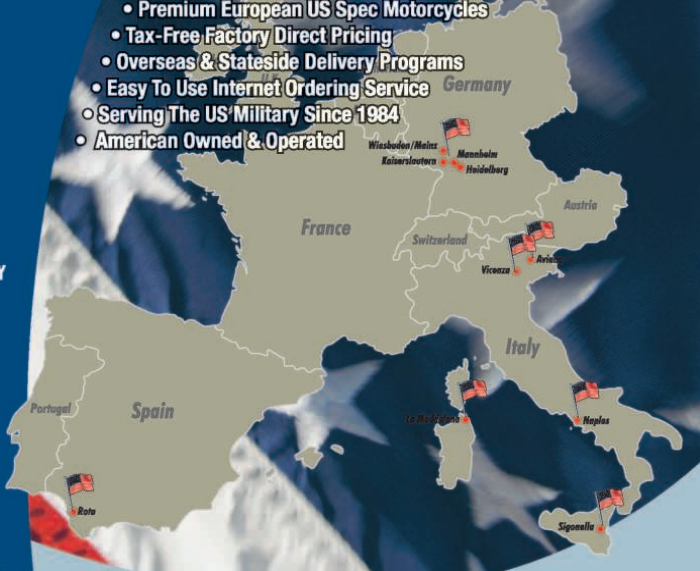 • Premium European US Spec Motorcycles
• Tax-Free Factory Direct Pricing
• Overseas & Stateside Delivery Programs
• Easy To Use Internet Ordering Service
• Serving The US Military Since 1984
• American Owned & Operated
Germany
Wiesbaden/Mainz
Mannheim
Kaiserslautern
Heidelberg
Austria
France
Switzerland
Aviano
Vicenza
Italy
Portugal
Spain
La Maddalena
Naples
Rota
Sigonella